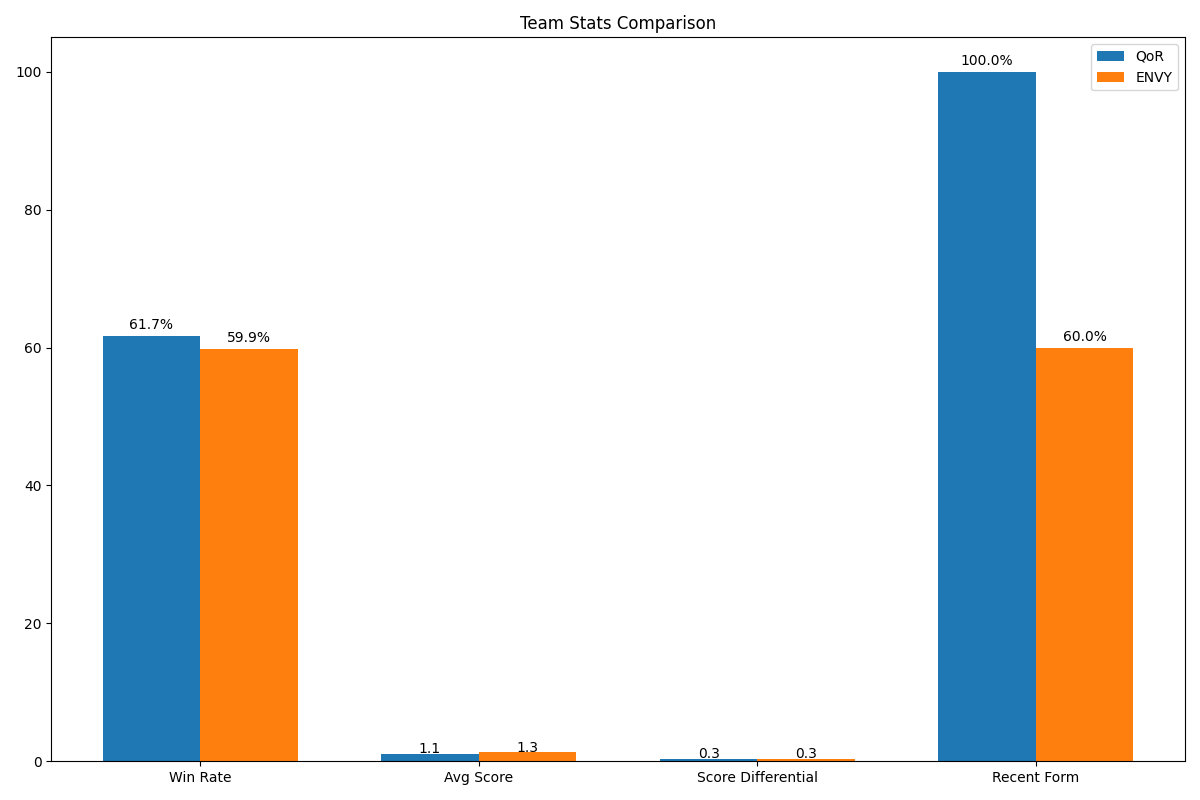 Team Stats Comparison
QoR
ENVY
100
80
60
40
20
0
61.7%
59.9%
1.1
1.3
0.3
0.3
100.0%
60.0%
Win Rate
Avg Score
Score Differential
Recent Form